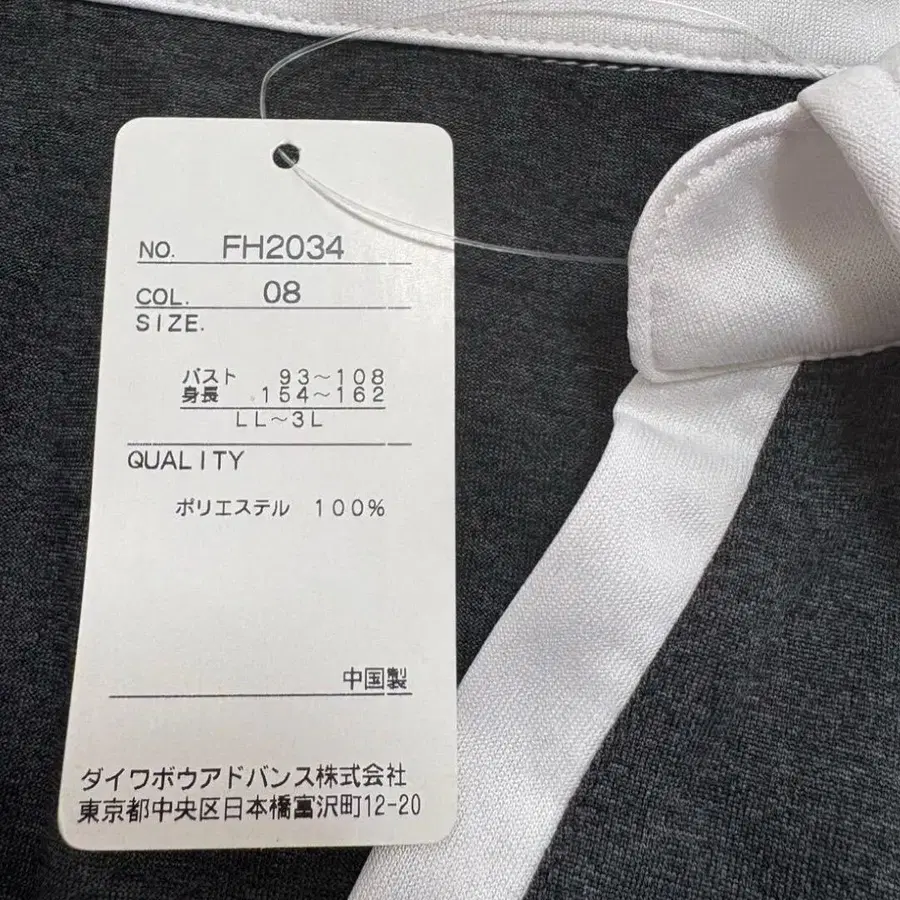 NO. FH2034
COL. 08
SIZE.
バスト 93～108
身長 154～162
LL～3L
QUALITY
ポリエステル 100%
中国製
ダイワボウアドバンス株式会社
東京都中央区日本橋富沢町12-20